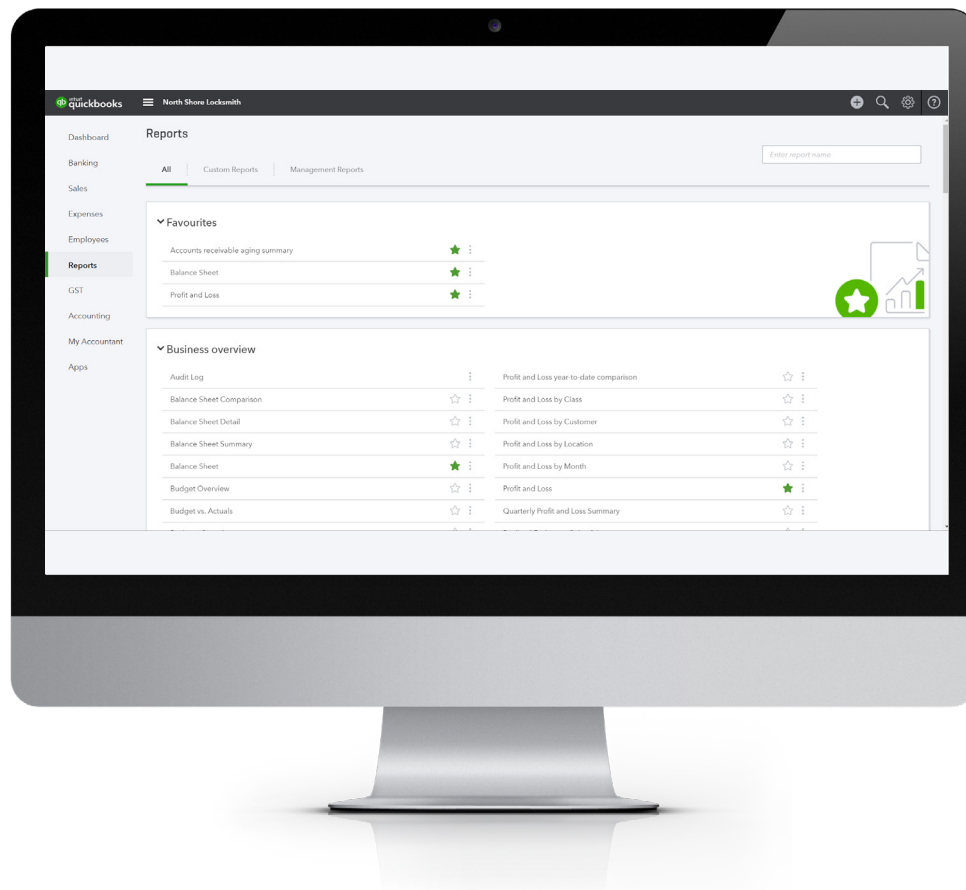 qb intuit quickbooks
North Shore Locksmith
Dashboard
Banking
Sales
Expenses
Employees
Reports
GST
Accounting
My Accountant
Apps
Reports
Enter report name
All
Custom Reports
Management Reports
Favourites
Accounts receivable aging summary
Balance Sheet
Profit and Loss
Business overview
Audit Log
Balance Sheet Comparison
Balance Sheet Detail
Balance Sheet Summary
Balance Sheet
Budget Overview
Budget vs. Actuals
Profit and Loss year-to-date comparison
Profit and Loss by Class
Profit and Loss by Customer
Profit and Loss by Location
Profit and Loss by Month
Profit and Loss
Quarterly Profit and Loss Summary